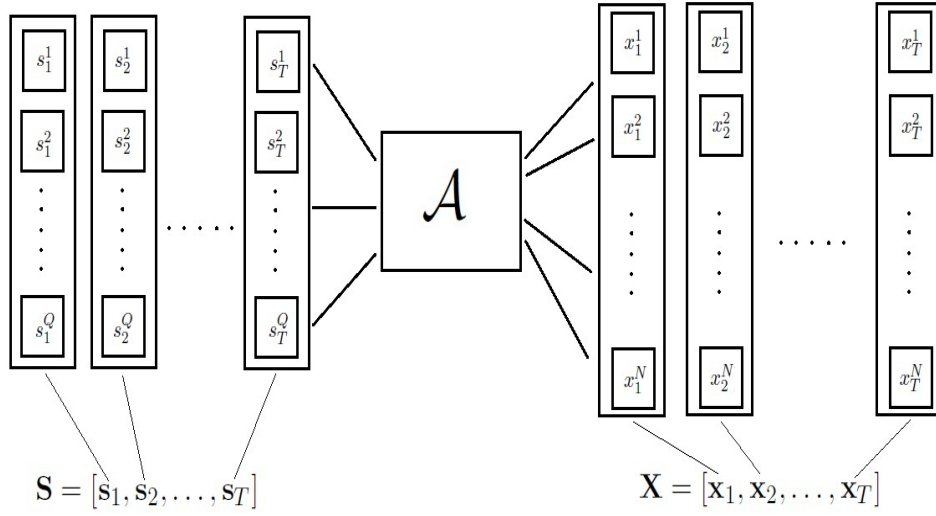 s_1^1 s_2^1 s_T^1 x_1^1 x_2^1 x_T^1
s_1^2 s_2^2 s_T^2 x_1^2 x_2^2 x_T^2
. . . . . 𝒜 . . . . .
s_1^Q s_2^Q s_T^Q x_1^N x_2^N x_T^N
S = [s_1, s_2, . . . , s_T] X = [x_1, x_2, . . . , x_T]